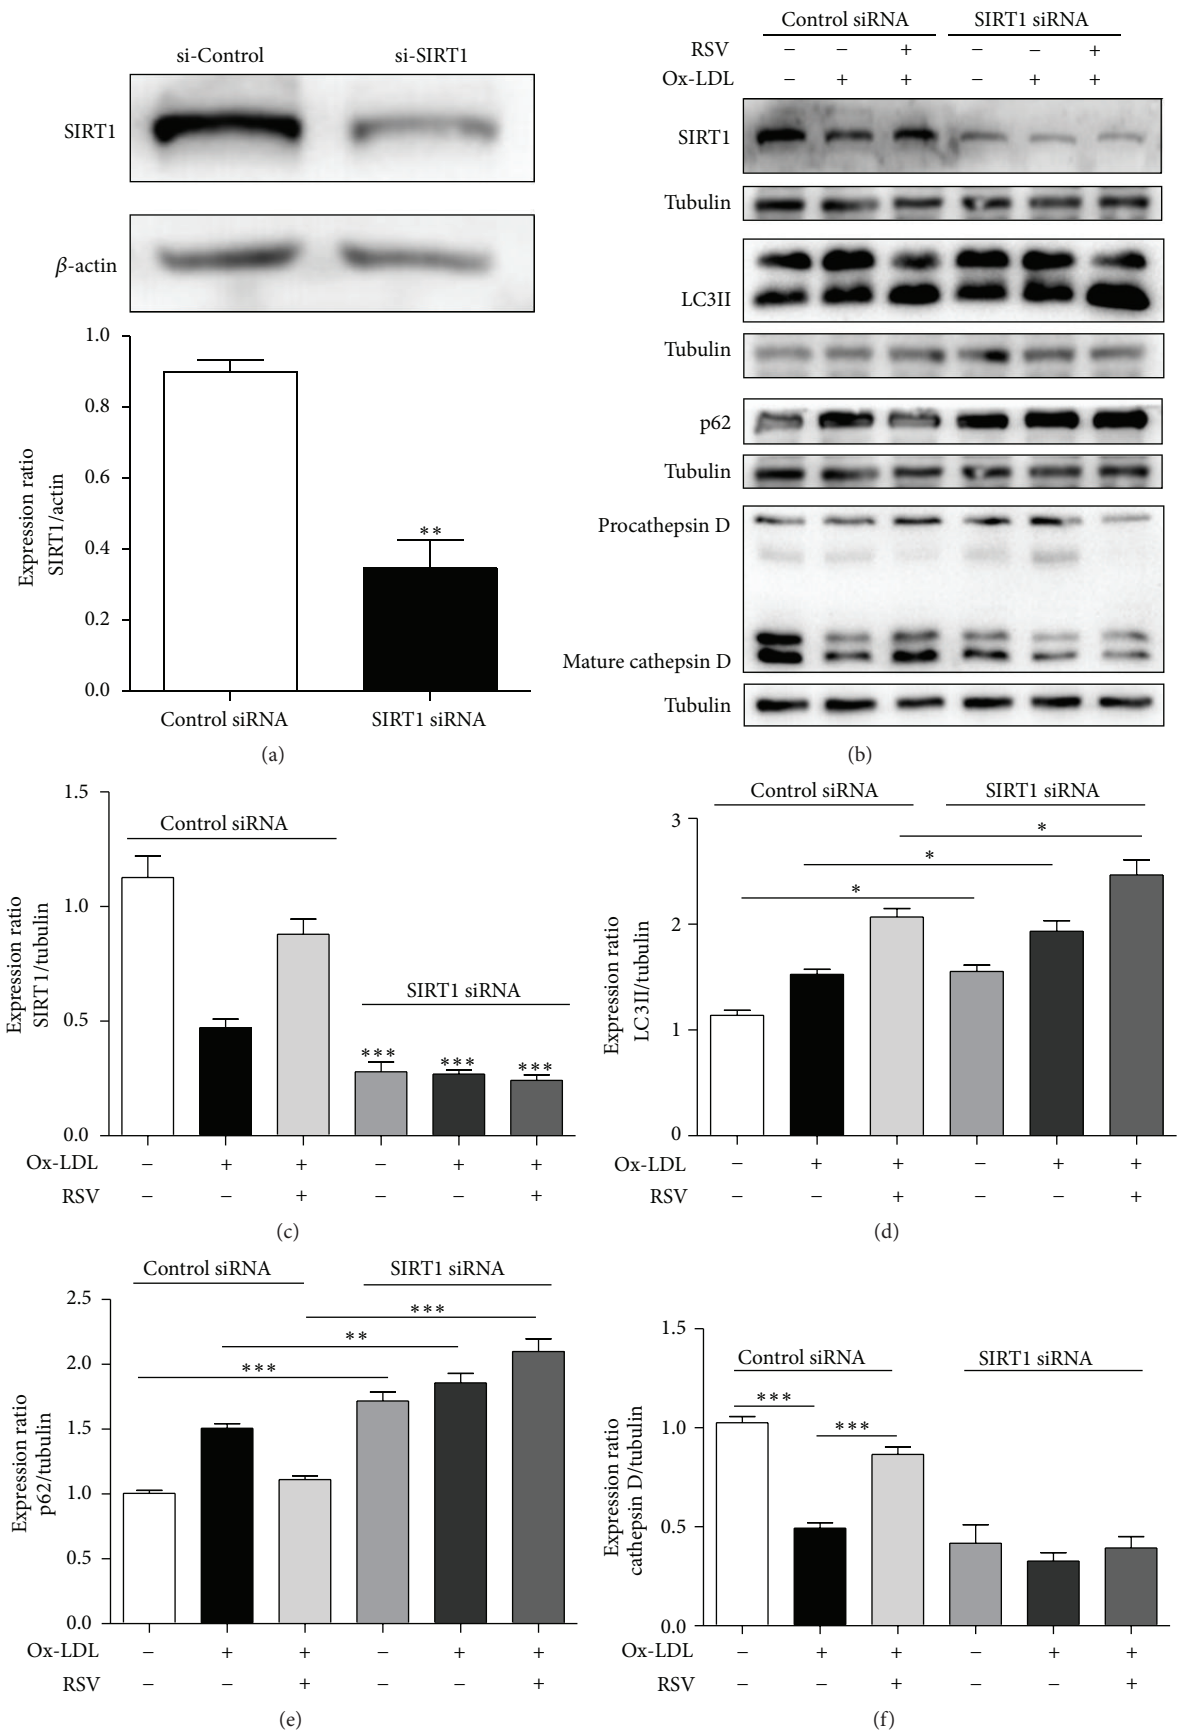 si-Control si-SIRT1
SIRT1
β-actin
1.0
0.8
0.6
0.4
0.2
0.0
Expression ratio
SIRT1/actin
**
Control siRNA SIRT1 siRNA
(a)
Control siRNA SIRT1 siRNA
RSV − − + − − +
Ox-LDL − + + − + +
SIRT1
Tubulin
LC3II
Tubulin
p62
Tubulin
Procathepsin D
Mature cathepsin D
Tubulin
(b)
1.5
1.0
0.5
0.0
Expression ratio
SIRT1/tubulin
Control siRNA
SIRT1 siRNA
*** *** ***
Ox-LDL − + + − + +
RSV − − + − − +
(c)
Control siRNA SIRT1 siRNA
3
2
1
0
Expression ratio
LC3II/tubulin
*
*
*
Ox-LDL − + + − + +
RSV − − + − − +
(d)
Control siRNA SIRT1 siRNA
2.5
2.0
1.5
1.0
0.5
0.0
Expression ratio
p62/tubulin
***
**
***
Ox-LDL − + + − + +
RSV − − + − − +
(e)
1.5
1.0
0.5
0.0
Expression ratio
cathepsin D/tubulin
Control siRNA SIRT1 siRNA
***
***
Ox-LDL − + + − + +
RSV − − + − − +
(f)